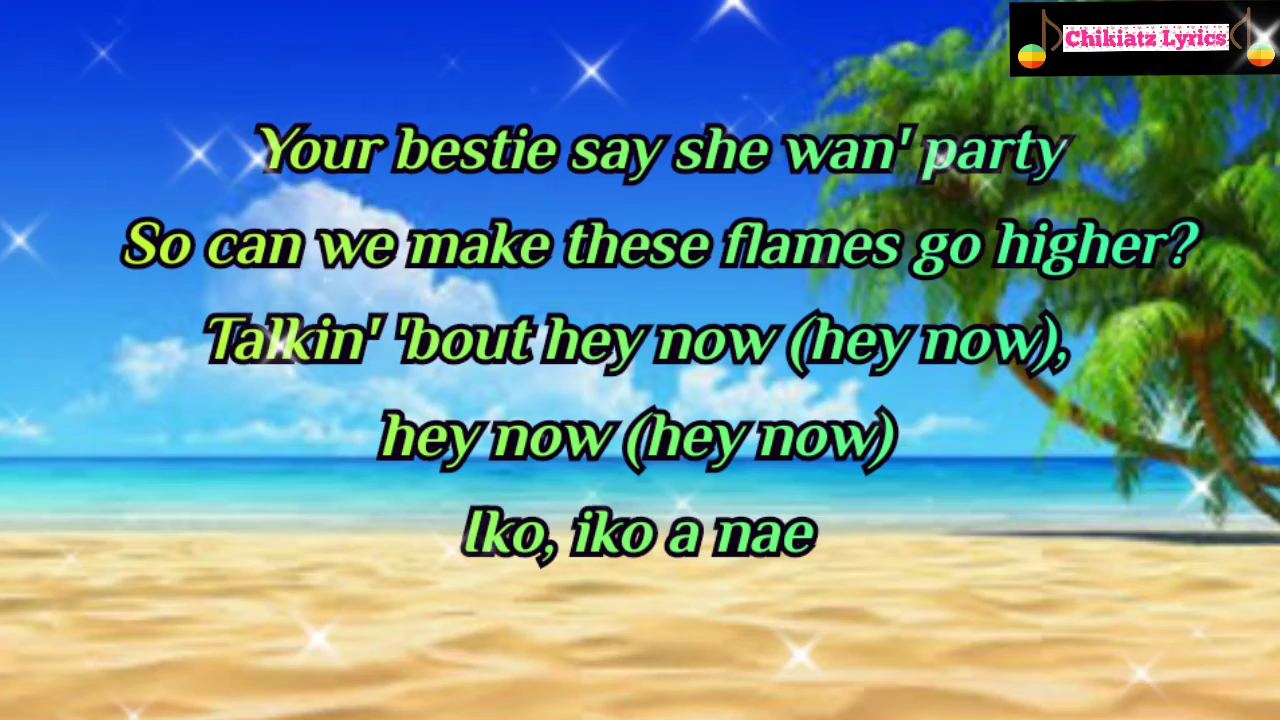 Chikiatz Lyrics
Your bestie say she wan' party
So can we make these flames go higher?
Talkin' 'bout hey now (hey now),
hey now (hey now)
Iko, iko a nae